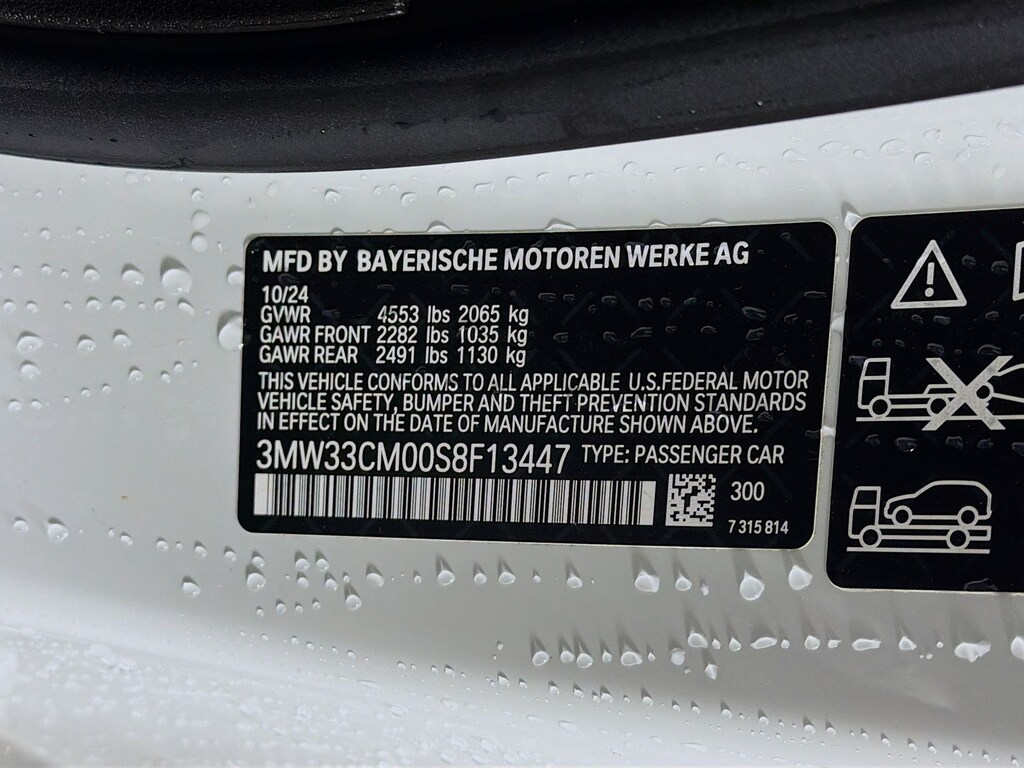 MFD BY BAYERISCHE MOTOREN WERKE AG
10/24
GVWR 4553 lbs 2065 kg
GAWR FRONT 2282 lbs 1035 kg
GAWR REAR 2491 lbs 1130 kg
THIS VEHICLE CONFORMS TO ALL APPLICABLE U.S.FEDERAL MOTOR
VEHICLE SAFETY, BUMPER AND THEFT PREVENTION STANDARDS
IN EFFECT ON THE DATE OF MANUFACTURE SHOWN ABOVE.
3MW33CM00S8F13447 TYPE: PASSENGER CAR
300
7 315 814